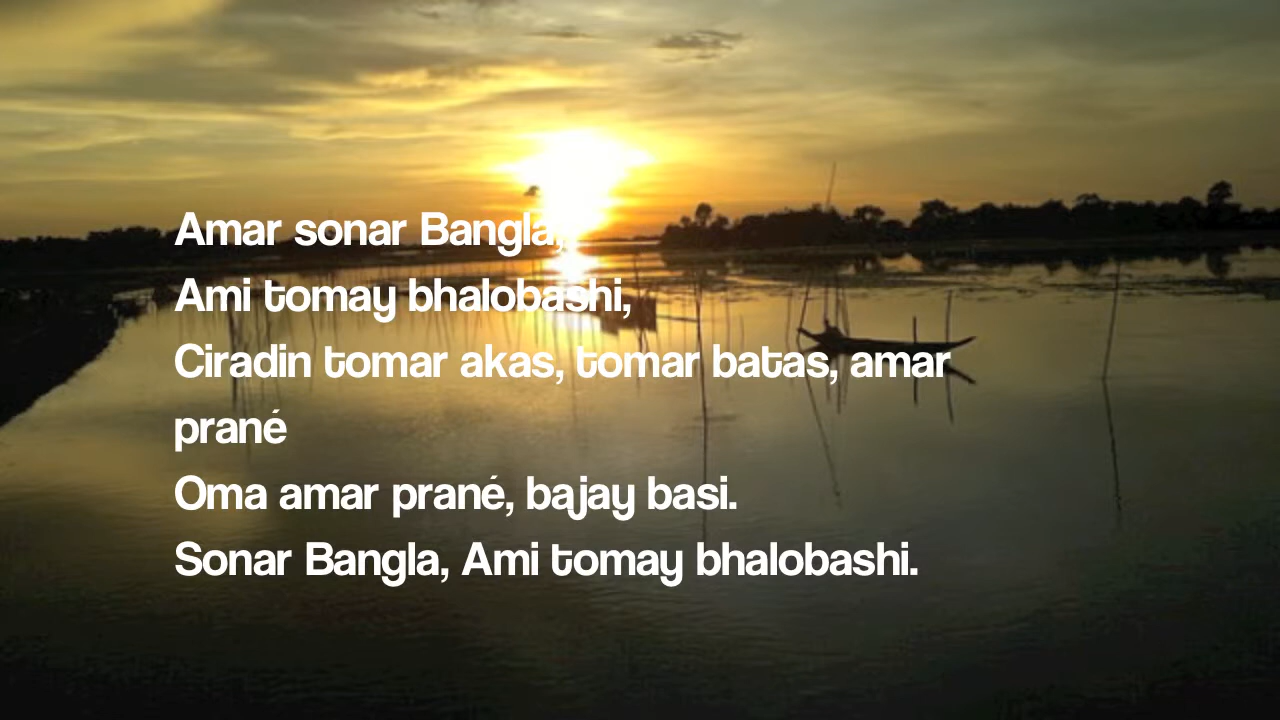 Amar sonar Bangla,
Ami tomay bhalobashi,
Ciradin tomar akas, tomar batas, amar
prané
Oma amar prané, bajay basi.
Sonar Bangla, Ami tomay bhalobashi.